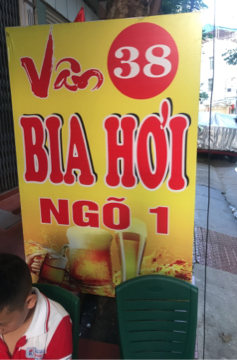 Vân 38
BIA HƠI
NGÕ 1